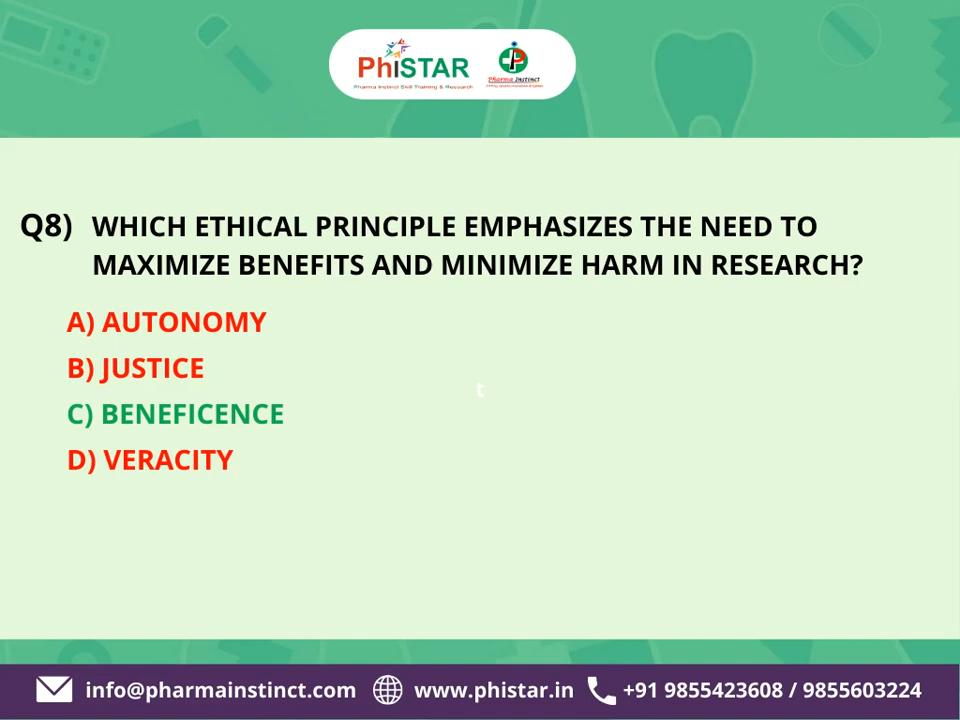 PhiSTAR
Pharma Instinct Skill Training & Research
Pharma Instinct
Q8) WHICH ETHICAL PRINCIPLE EMPHASIZES THE NEED TO
MAXIMIZE BENEFITS AND MINIMIZE HARM IN RESEARCH?
A) AUTONOMY
B) JUSTICE
t
C) BENEFICENCE
D) VERACITY
info@pharmainstinct.com www.phistar.in +91 9855423608 / 9855603224